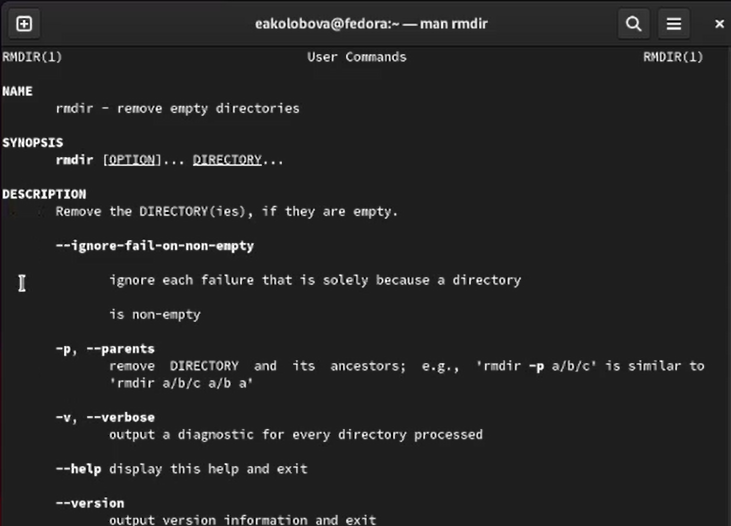 eakolobova@fedora:~ — man rmdir
RMDIR(1) User Commands RMDIR(1)
NAME
rmdir - remove empty directories
SYNOPSIS
rmdir [OPTION]... DIRECTORY...
DESCRIPTION
Remove the DIRECTORY(ies), if they are empty.
--ignore-fail-on-non-empty
ignore each failure that is solely because a directory
is non-empty
-p, --parents
remove DIRECTORY and its ancestors; e.g., 'rmdir -p a/b/c' is similar to
'rmdir a/b/c a/b a'
-v, --verbose
output a diagnostic for every directory processed
--help display this help and exit
--version
output version information and exit